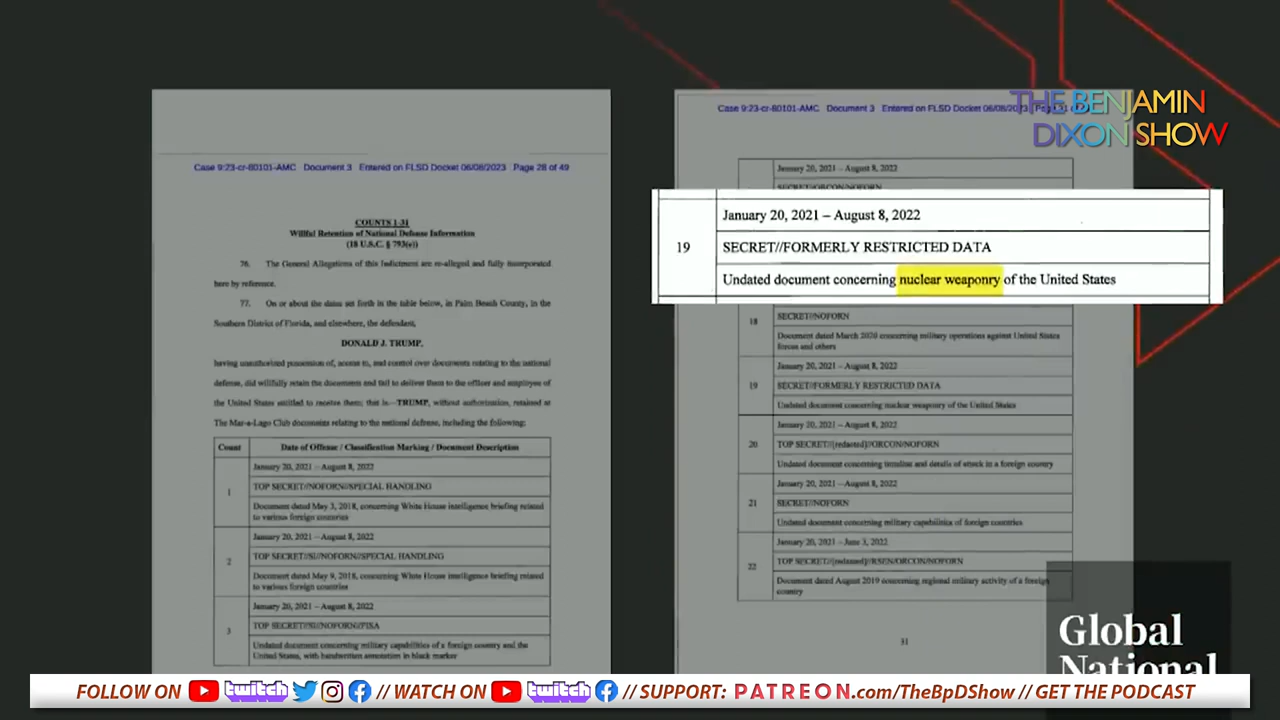 THE BENJAMIN
DIXON SHOW
Case 9:23-cr-80101-AMC Document 3 Entered on FLSD Docket 06/08/2023 Page 28 of 49
COUNTS 1-31
Willful Retention of National Defense Information
(18 U.S.C. § 793(e))
76. The General Allegations of this Indictment are re-alleged and fully incorporated
here by reference.
77. On or about the dates set forth in the table below, in Palm Beach County, in the
Southern District of Florida, and elsewhere, the defendant,
DONALD J. TRUMP,
having unauthorized possession of, access to, and control over documents relating to the national
defense, did willfully retain the documents and fail to deliver them to the officer and employee of
the United States entitled to receive them; that is—TRUMP, without authorization, retained at
The Mar-a-Lago Club documents relating to the national defense, including the following:
Count Date of Offense / Classification Marking / Document Description
January 20, 2021 – August 8, 2022
1 TOP SECRET//NOFORN//SPECIAL HANDLING
Document dated May 3, 2018, concerning White House intelligence briefing related
to various foreign countries
January 20, 2021 – August 8, 2022
2 TOP SECRET//SI//NOFORN//SPECIAL HANDLING
Document dated May 9, 2018, concerning White House intelligence briefing related
to various foreign countries
January 20, 2021 – August 8, 2022
3 TOP SECRET//SI//NOFORN//FISA
Undated document concerning military capabilities of a foreign country and the
United States, with handwritten annotation in black marker
Case 9:23-cr-80101-AMC Document 3 Entered on FLSD Docket 06/08/2023
January 20, 2021 – August 8, 2022
SECRET//ORCON/NOFORN
January 20, 2021 – August 8, 2022
19 SECRET//FORMERLY RESTRICTED DATA
Undated document concerning nuclear weaponry of the United States
18 SECRET//NOFORN
Document dated March 2020 concerning military operations against United States
forces and others
January 20, 2021 – August 8, 2022
19 SECRET//FORMERLY RESTRICTED DATA
Undated document concerning nuclear weaponry of the United States
January 20, 2021 – August 8, 2022
20 TOP SECRET//[redacted]//ORCON/NOFORN
Undated document concerning timeline and details of attack in a foreign country
January 20, 2021 – August 8, 2022
21 SECRET//NOFORN
Undated document concerning military capabilities of foreign countries
January 20, 2021 – June 3, 2022
22 TOP SECRET//[redacted]//RSEN/ORCON/NOFORN
Document dated August 2019 concerning regional military activity of a foreign
country
31
Global
National
FOLLOW ON twitch // WATCH ON twitch // SUPPORT: PATREON.com/TheBpDShow // GET THE PODCAST